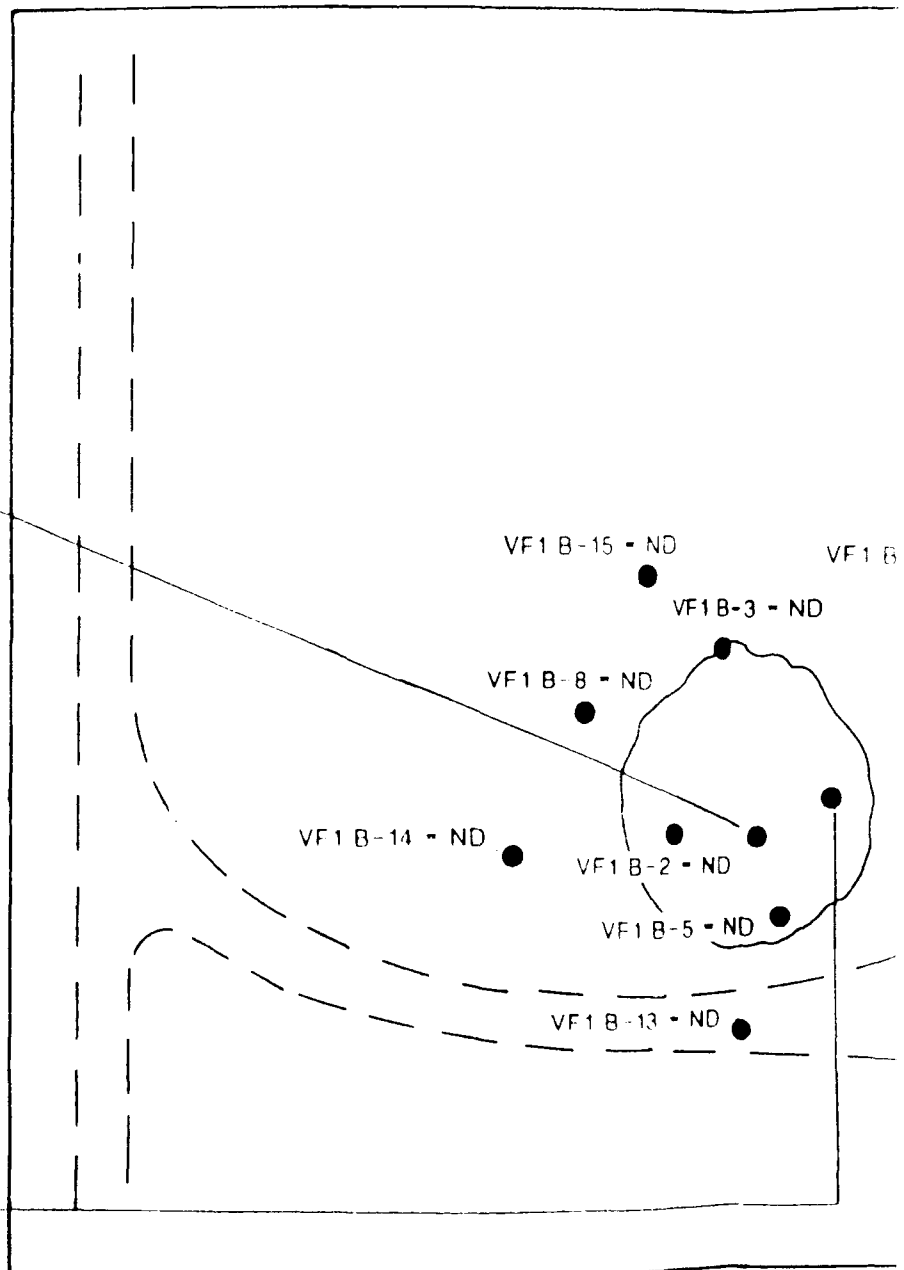 VF1 B-15 = ND
VF1 B
VF1 B-3 = ND
VF1 B-8 = ND
VF1 B-14 = ND
VF1 B-2 = ND
VF1 B-5 = ND
VF1 B-13 = ND